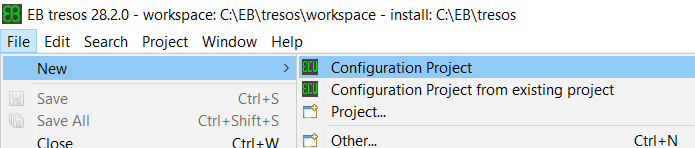 EB tresos 28.2.0 - workspace: C:\EB\tresos\workspace - install: C:\EB\tresos
File Edit Search Project Window Help
New > Configuration Project
ECU Configuration Project from existing project
Save Ctrl+S Project...
Save All Ctrl+Shift+S
Close Ctrl+W Other... Ctrl+N